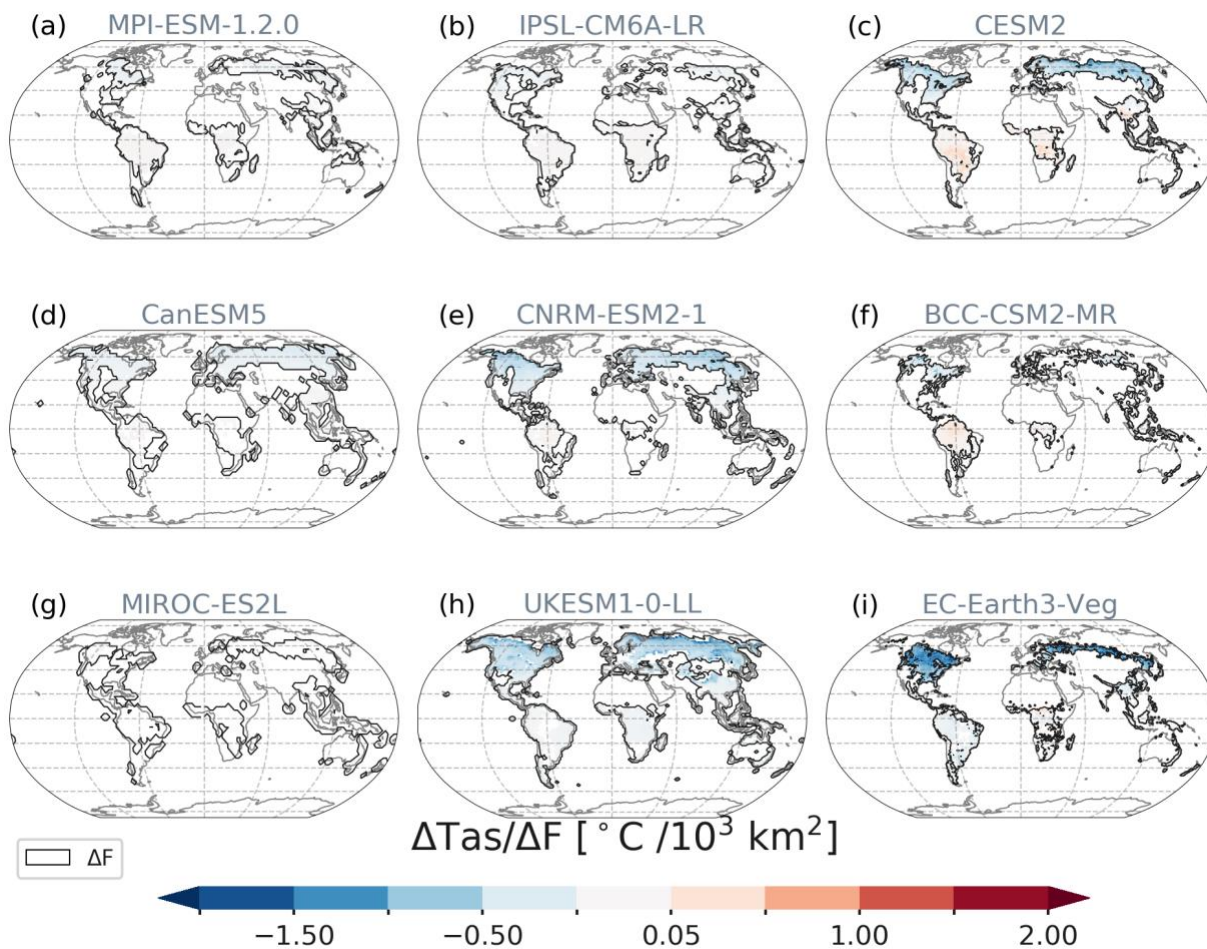 (a) MPI-ESM-1.2.0
(b) IPSL-CM6A-LR
(c) CESM2
(d) CanESM5
(e) CNRM-ESM2-1
(f) BCC-CSM2-MR
(g) MIROC-ES2L
(h) UKESM1-0-LL
(i) EC-Earth3-Veg
ΔTas/ΔF [°C /10³ km²]
ΔF
−1.50 −0.50 0.05 1.00 2.00